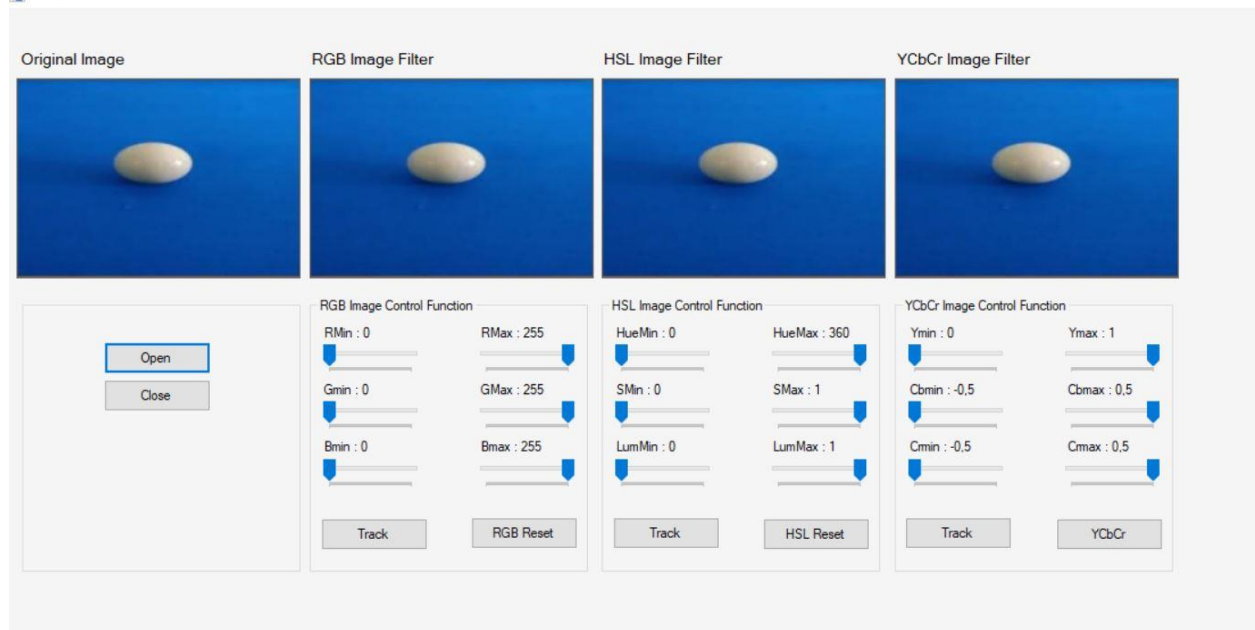 Original Image
RGB Image Filter
HSL Image Filter
YCbCr Image Filter
Open
Close
RGB Image Control Function
RMin : 0
RMax : 255
Gmin : 0
GMax : 255
Bmin : 0
Bmax : 255
Track
RGB Reset
HSL Image Control Function
HueMin : 0
HueMax : 360
SMin : 0
SMax : 1
LumMin : 0
LumMax : 1
Track
HSL Reset
YCbCr Image Control Function
Ymin : 0
Ymax : 1
Cbmin : -0,5
Cbmax : 0,5
Crmin : -0,5
Crmax : 0,5
Track
YCbCr